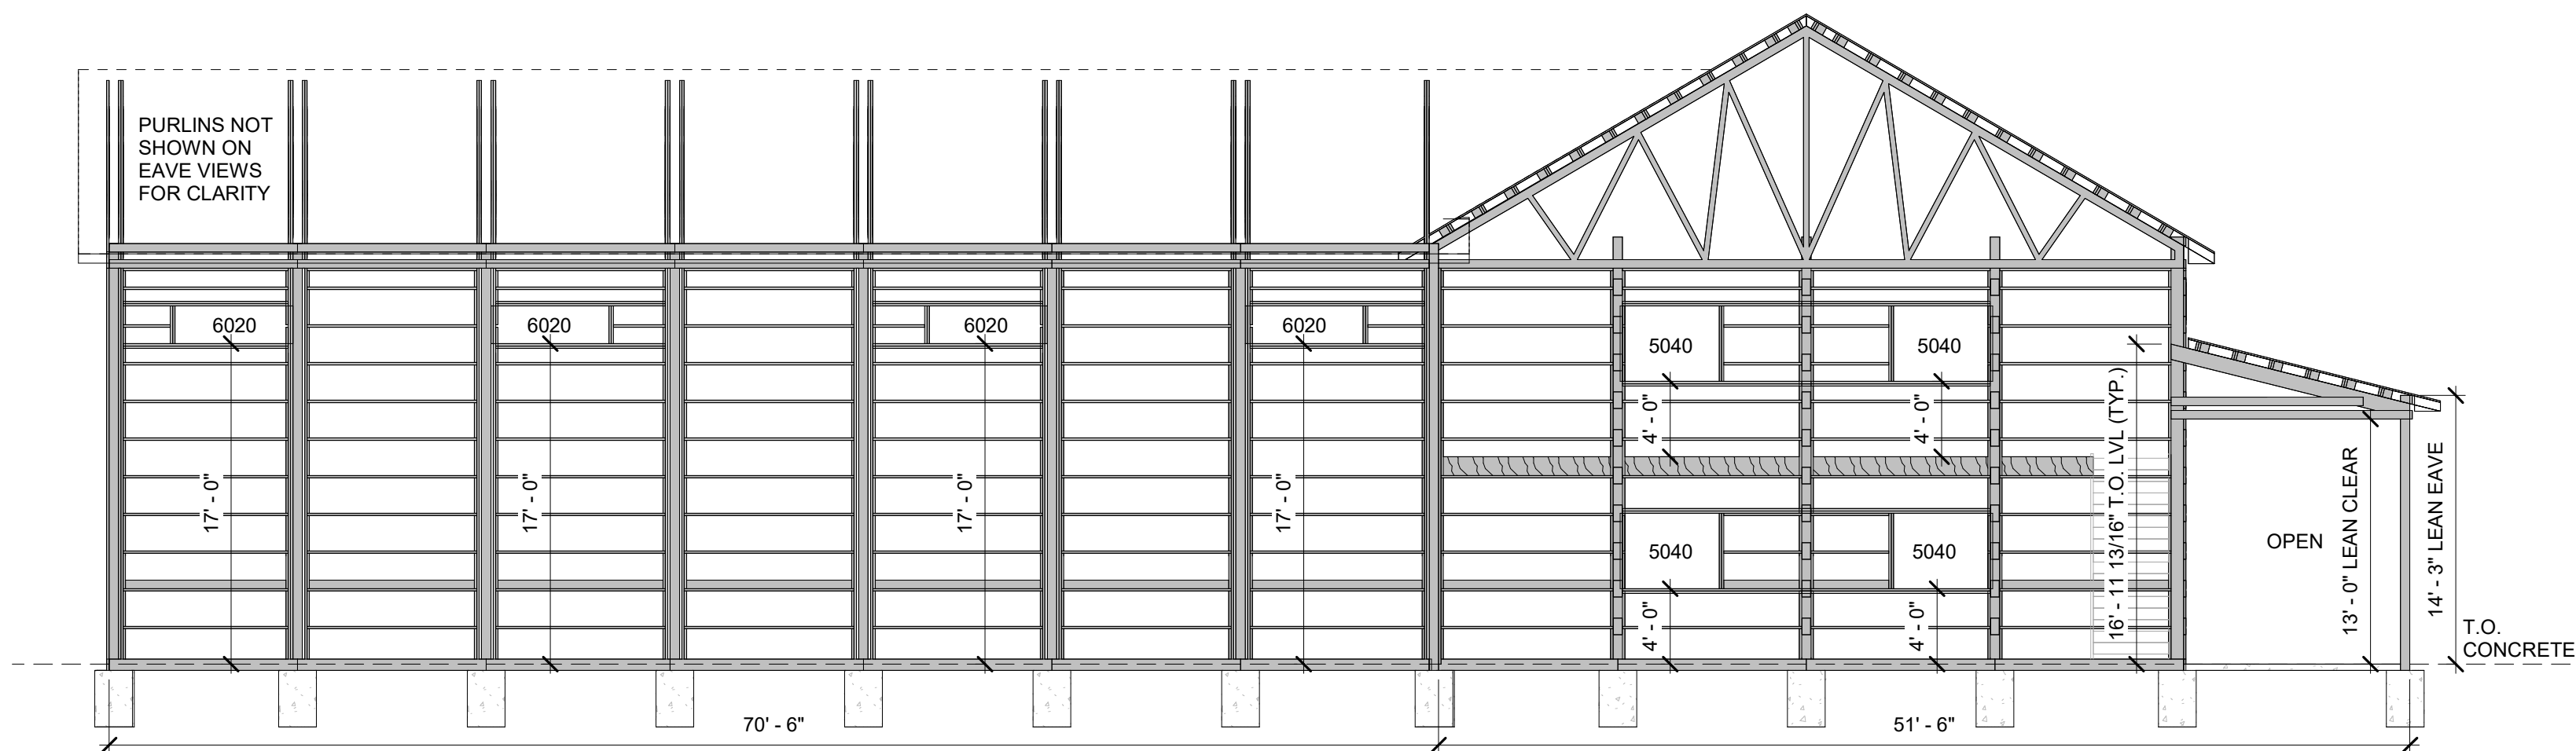 PURLINS NOT
SHOWN ON
EAVE VIEWS
FOR CLARITY
6020
6020
6020
6020
5040
5040
4' - 0"
4' - 0"
17' - 0"
17' - 0"
17' - 0"
17' - 0"
5040
5040
4' - 0"
4' - 0"
16' - 11 13/16" T.O. LVL (TYP.)
OPEN
13' - 0" LEAN CLEAR
14' - 3" LEAN EAVE
T.O.
CONCRETE
70' - 6"
51' - 6"